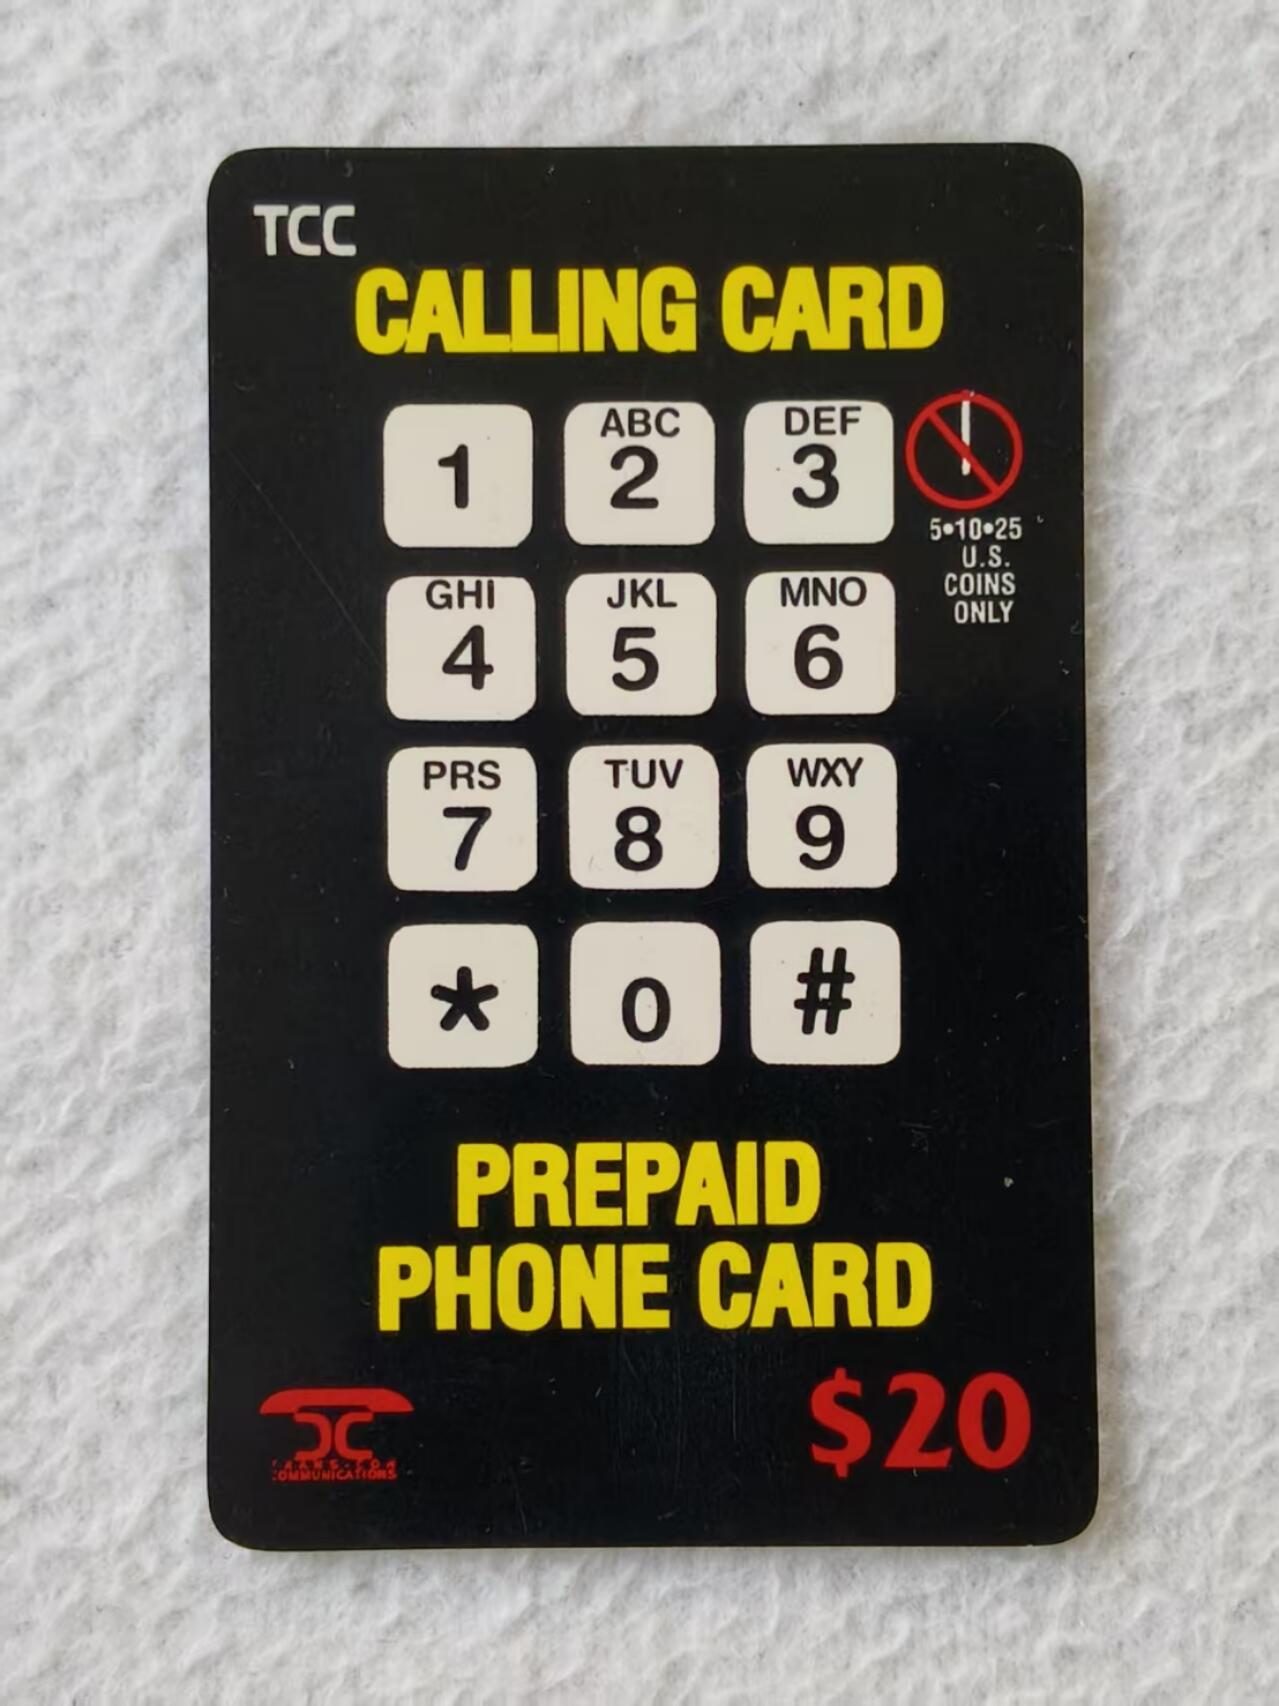 TCC
CALLING CARD
1
ABC
2
DEF
3
5•10•25
U.S.
COINS
ONLY
GHI
4
JKL
5
MNO
6
PRS
7
TUV
8
WXY
9
*
0
#
PREPAID
PHONE CARD
$20
COMMUNICATIONS